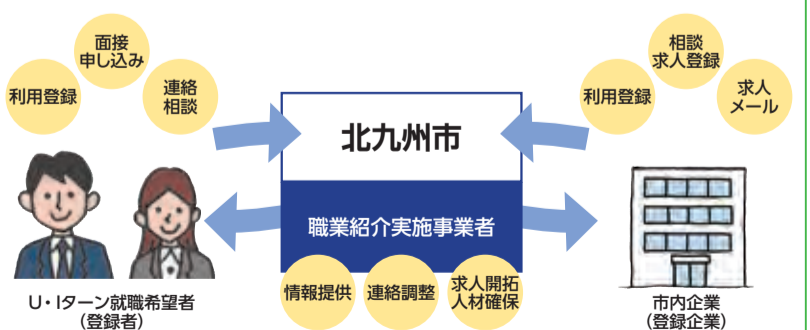 面接
申し込み
利用登録
連絡
相談
相談
求人登録
利用登録
求人
メール
北九州市
職業紹介実施事業者
情報提供
連絡調整
求人開拓
人材確保
U・Iターン就職希望者
(登録者)
市内企業
(登録企業)